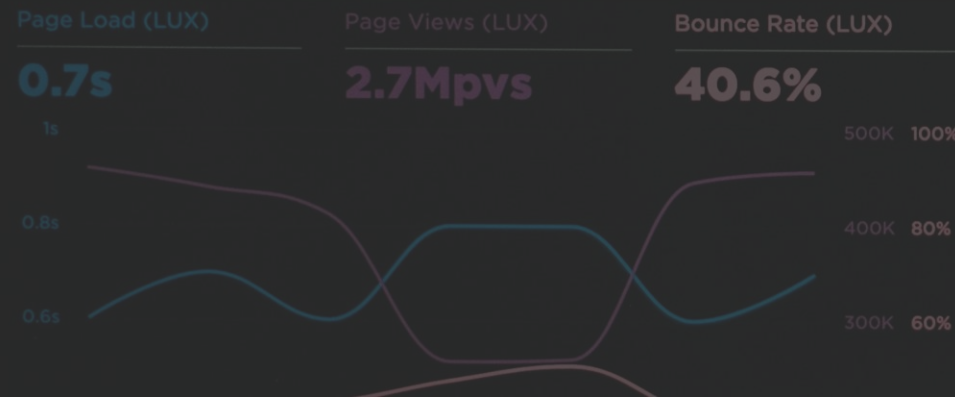 Page Load (LUX) Page Views (LUX) Bounce Rate (LUX)
0.7s 2.7Mpvs 40.6%
1s 500K 100%
0.8s 400K 80%
0.6s 300K 60%